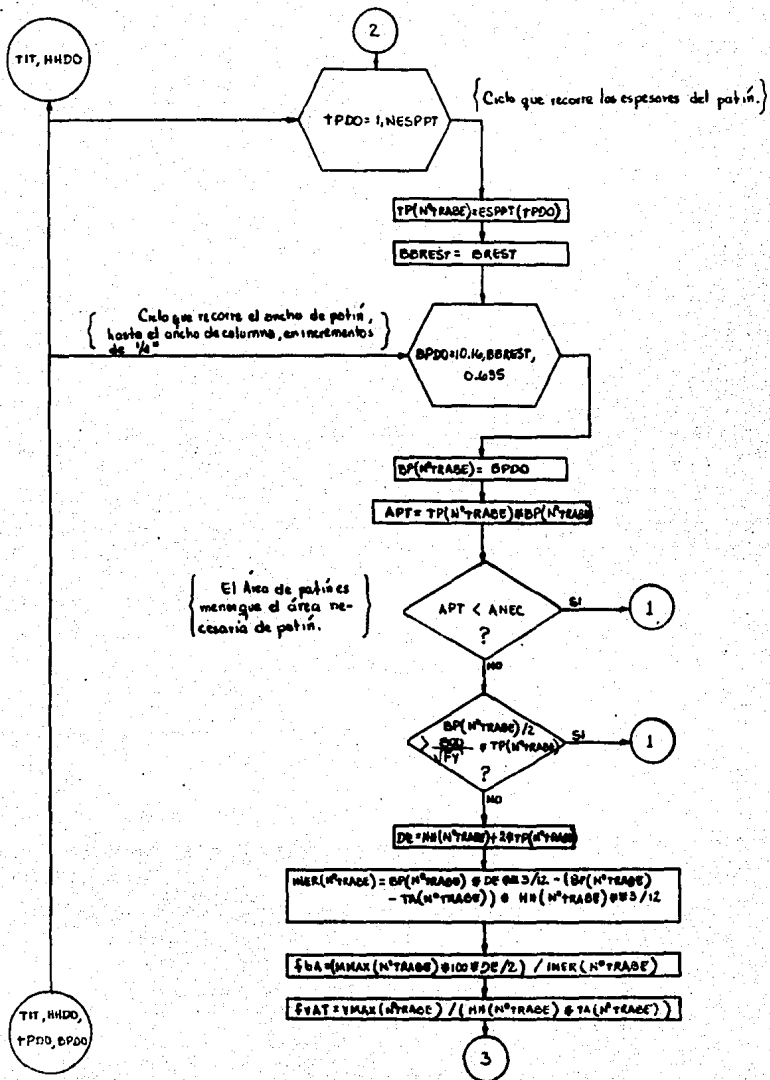 TIT, HHDO
2
TPDO= 1, NESPPT
{Ciclo que recorre los espesores del patín.}
TP(NºTRABE)=ESPPT(TPDO)
BBREST= BREST
Ciclo que recorre el ancho de patín,
hasta el ancho de columna, en incrementos
de 1/4"
BPDO=10.16, BBREST,
0.635
BP(NºTRABE)= BPDO
APT= TP(NºTRABE)*BP(NºTRABE)
El Área de patín es
menor que el área ne-
cesaria de patín.
APT < ANEC
?
SI
1
NO
BP(NºTRABE)/2
> 800/√FY * TP(NºTRABE)
?
SI
1
NO
DE=HH(NºTRABE)+2*TP(NºTRABE)
INER(NºTRABE)= BP(NºTRABE) * DE**3/12 - (BP(NºTRABE)
- TA(NºTRABE)) * HH(NºTRABE)**3/12
fbA=(MMAX(NºTRABE)*100*DE/2) / INER(NºTRABE)
fVAT=VMAX(NºTRABE)/(HH(NºTRABE) * TA(NºTRABE))
3
TIT, HHDO,
TPDO, BPDO